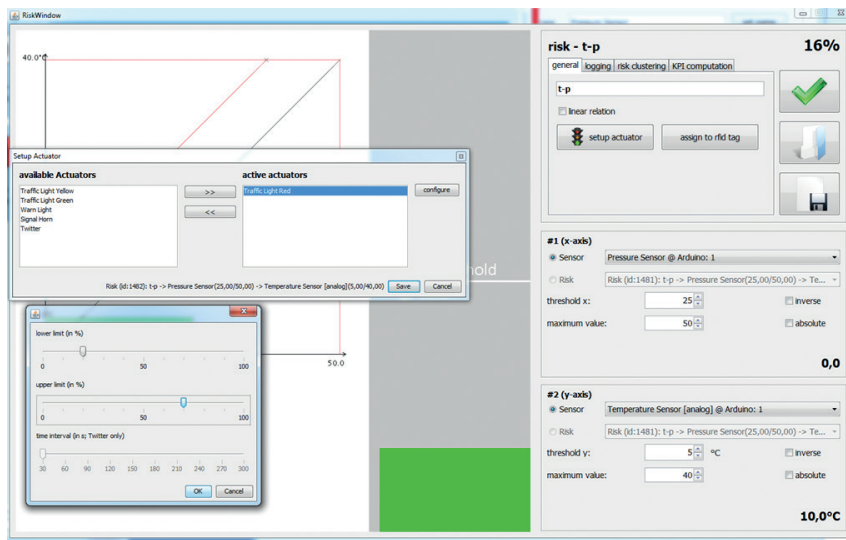 RiskWindow
40.0°C
50.0
hold
risk - t-p
16%
general logging risk clustering KPI computation
t-p
linear relation
setup actuator
assign to rfid tag
#1 (x-axis)
Sensor Pressure Sensor @ Arduino: 1
Risk Risk (id:1481): t-p -> Pressure Sensor(25,00/50,00) -> Te...
threshold x: 25 inverse
maximum value: 50 absolute
0,0
#2 (y-axis)
Sensor Temperature Sensor [analog] @ Arduino: 1
Risk Risk (id:1481): t-p -> Pressure Sensor(25,00/50,00) -> Te...
threshold y: 5 °C inverse
maximum value: 40 absolute
10,0°C
Setup Actuator
available Actuators
active actuators
Traffic Light Yellow
Traffic Light Green
Warn Light
Signal Horn
Twitter
>>
<<
Traffic Light Red
configure
Risk (id:1482): t-p -> Pressure Sensor(25,00/50,00) -> Temperature Sensor [analog](5,00/40,00)
Save
Cancel
lower limit (in %)
0 50 100
upper limit (in %)
0 50 100
time interval (in s; Twitter only)
30 60 90 120 150 180 210 240 270 300
OK
Cancel